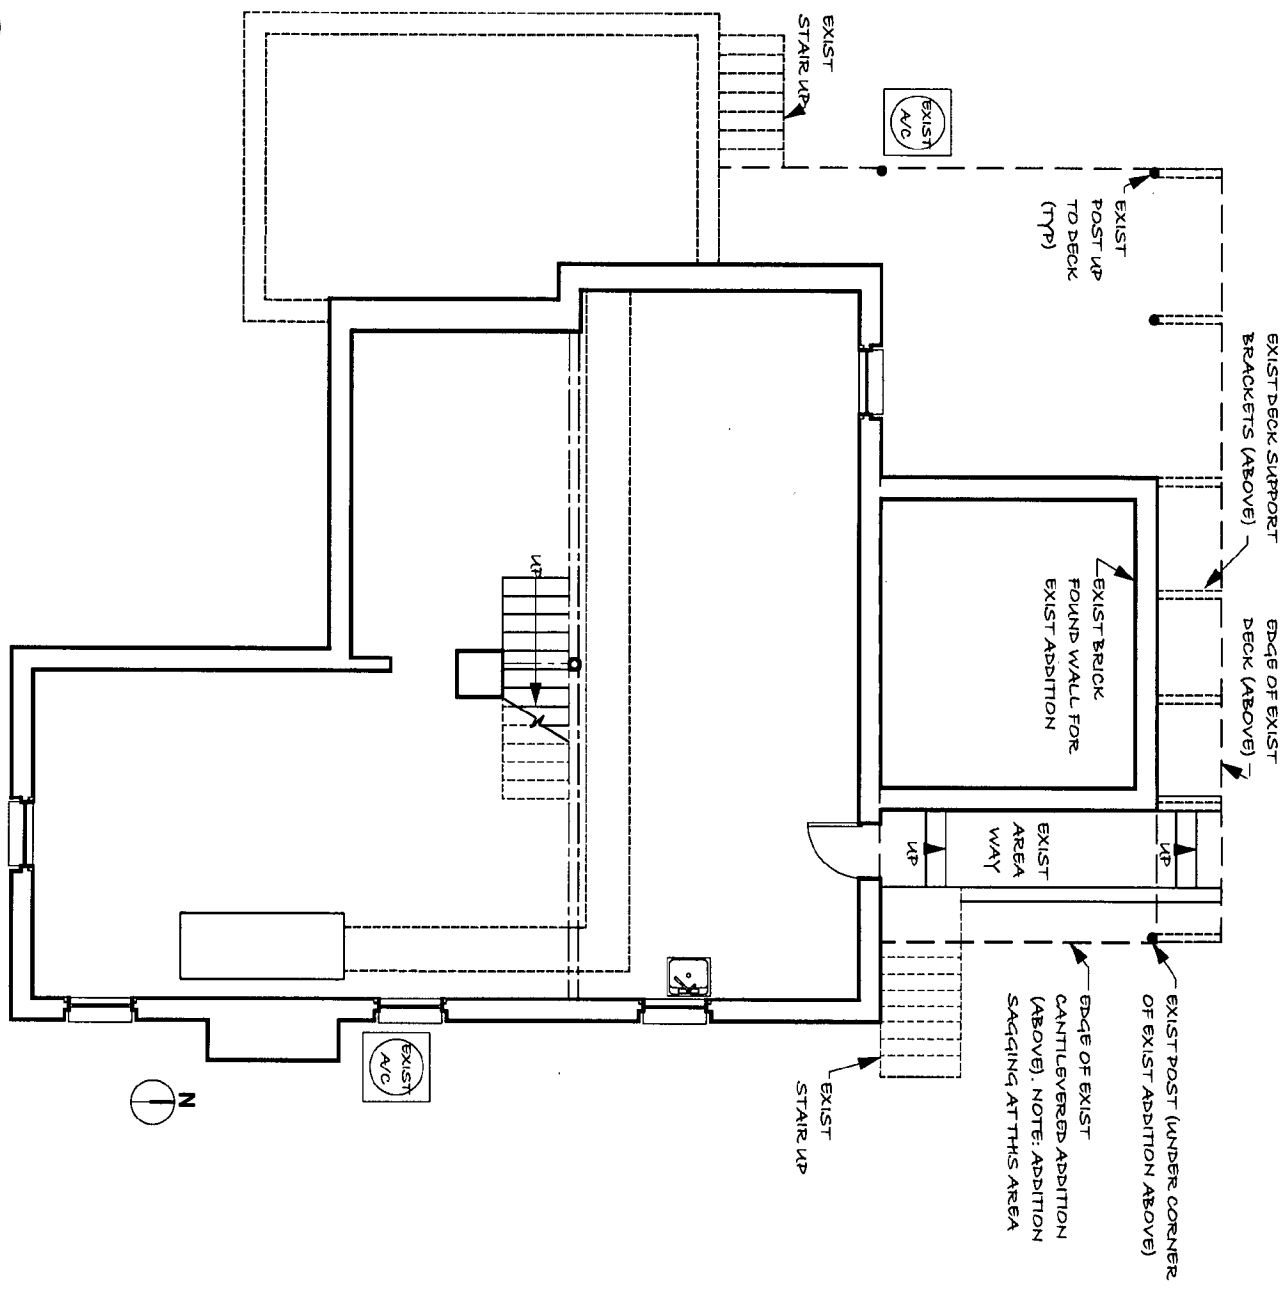 EXIST DECK SUPPORT
BRACKETS (ABOVE)
EDGE OF EXIST
DECK (ABOVE)
EXIST
POST UP
TO DECK
(TYP)
EXIST
A/C
EXIST
STAIR UP
EXIST BRICK
FOUND WALL FOR
EXIST ADDITION
UP
EXIST
AREA
WAY
UP
EXIST POST (UNDER CORNER
OF EXIST ADDITION ABOVE)
EDGE OF EXIST
CANTILEVERED ADDITION
(ABOVE). NOTE: ADDITION
SAGGING AT THIS AREA
EXIST
STAIR UP
UP
EXIST
A/C
N